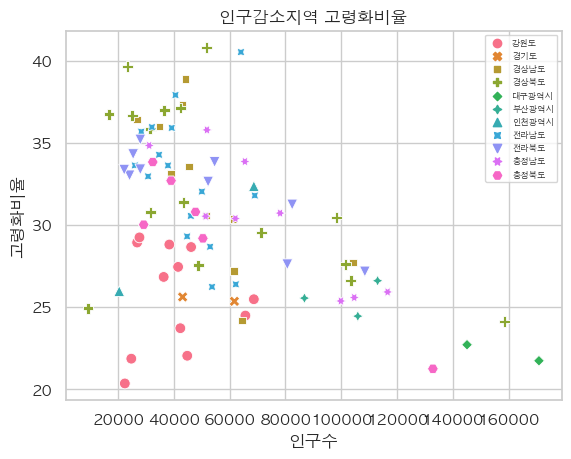 인구감소지역 고령화비율
고령화비율
40
35
30
25
20
강원도
경기도
경상남도
경상북도
대구광역시
부산광역시
인천광역시
전라남도
전라북도
충청남도
충청북도
20000 40000 60000 80000 100000 120000 140000 160000
인구수